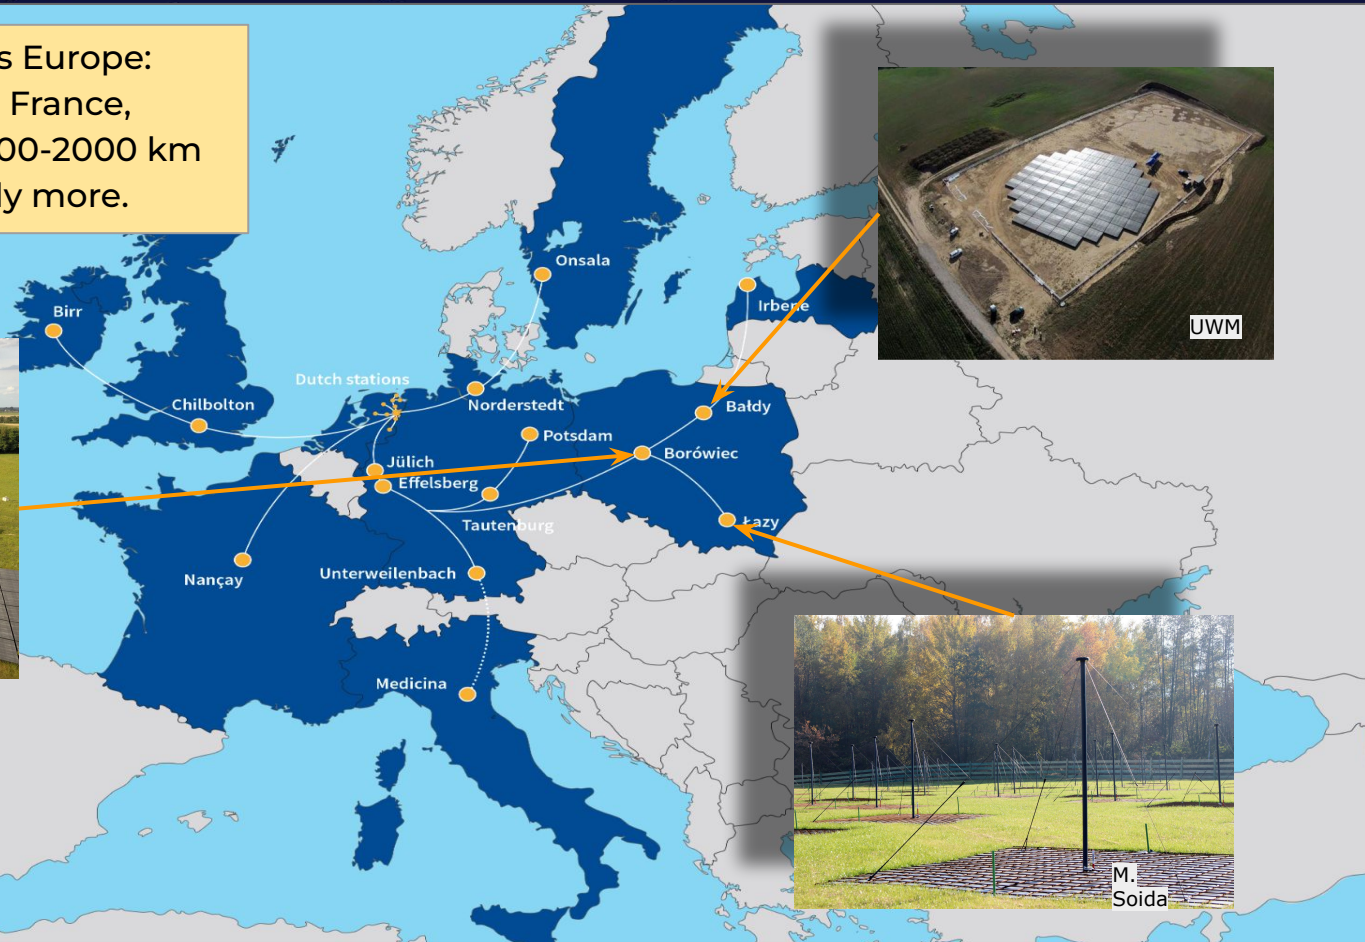 s Europe:
France,
00-2000 km
ly more.
UWM
Onsala
Irbene
Birr
Dutch stations
Chilbolton
Norderstedt
Bałdy
Potsdam
Borówiec
Jülich
Effelsberg
Tautenburg
Łazy
Unterweilenbach
Nançay
Medicina
M.
Soida